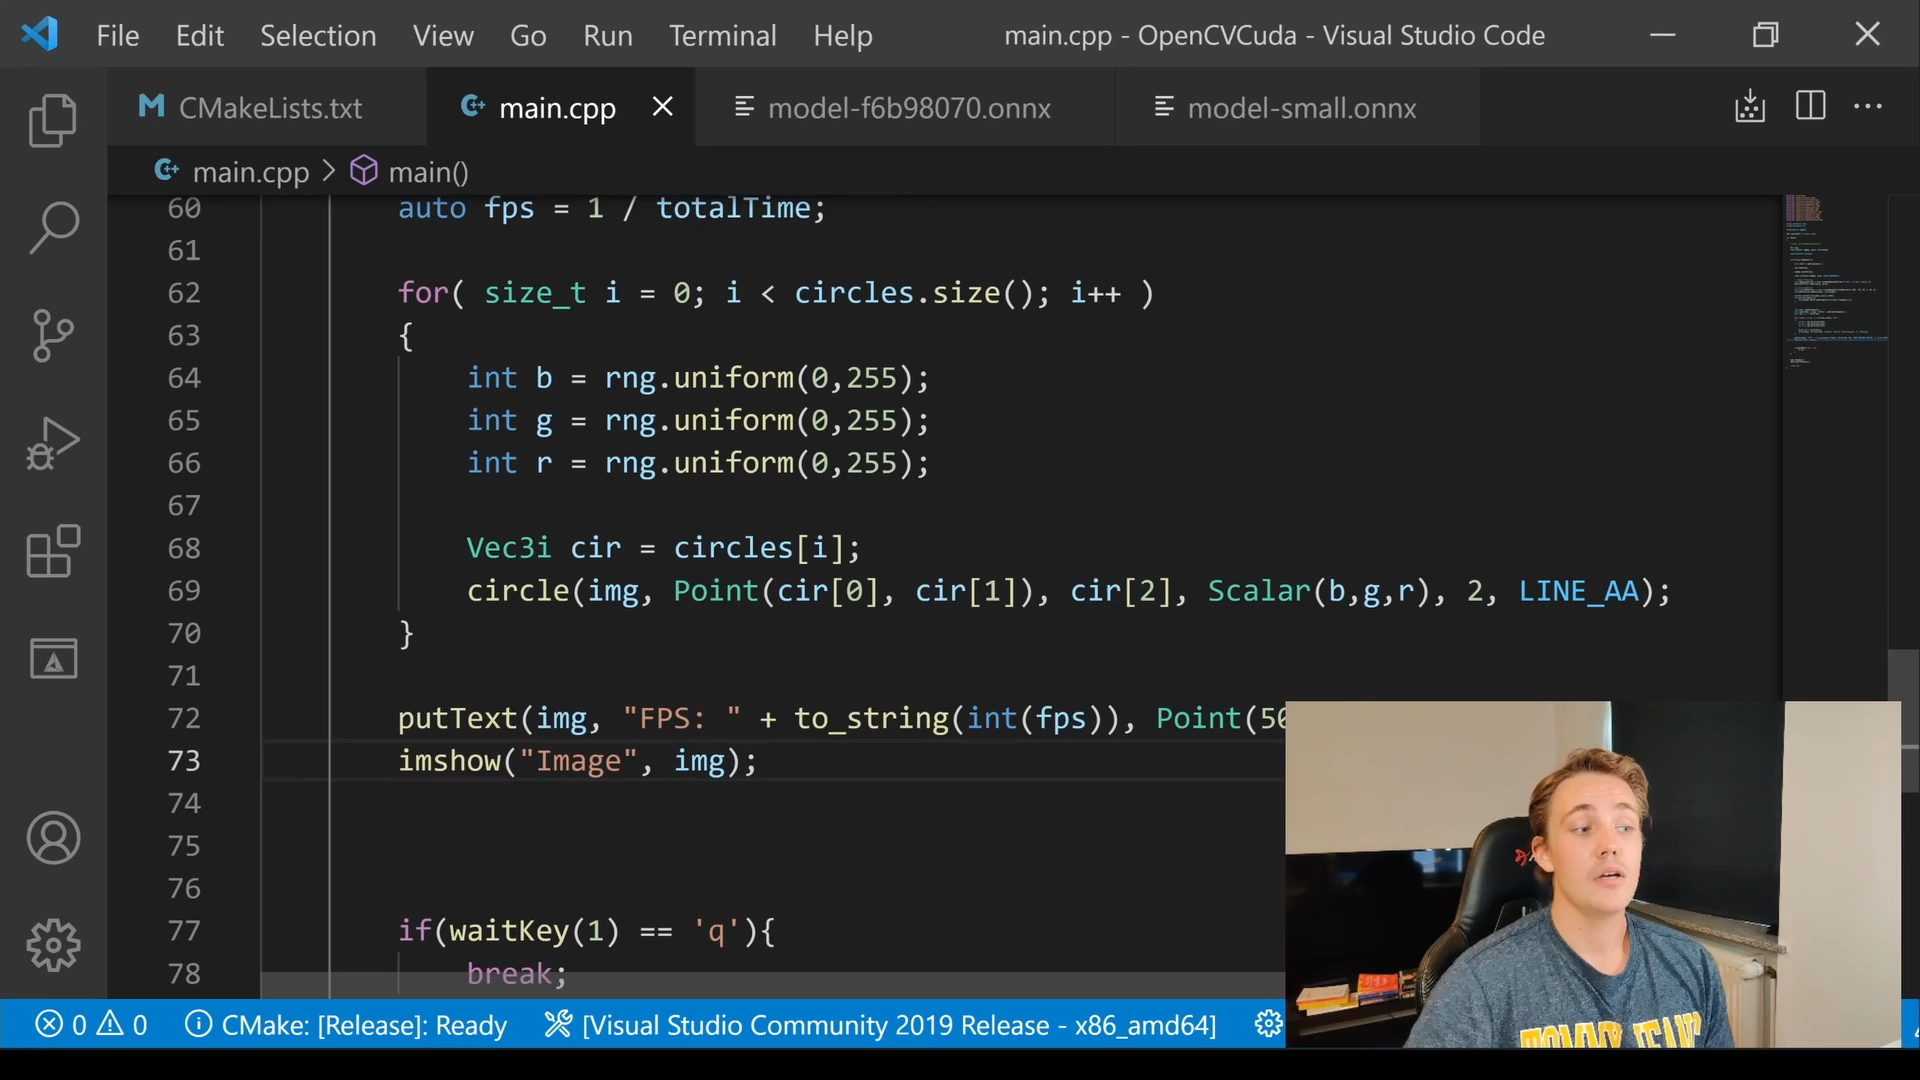 File Edit Selection View Go Run Terminal Help main.cpp - OpenCVCuda - Visual Studio Code
CMakeLists.txt main.cpp model-f6b98070.onnx model-small.onnx
main.cpp > main()
60 auto fps = 1 / totalTime;
61
62 for( size_t i = 0; i < circles.size(); i++ )
63 {
64 int b = rng.uniform(0,255);
65 int g = rng.uniform(0,255);
66 int r = rng.uniform(0,255);
67
68 Vec3i cir = circles[i];
69 circle(img, Point(cir[0], cir[1]), cir[2], Scalar(b,g,r), 2, LINE_AA);
70 }
71
72 putText(img, "FPS: " + to_string(int(fps)), Point(50
73 imshow("Image", img);
74
75
76
77 if(waitKey(1) == 'q'){
78 break;
0 0 CMake: [Release]: Ready [Visual Studio Community 2019 Release - x86_amd64]
TOMMY JEANS